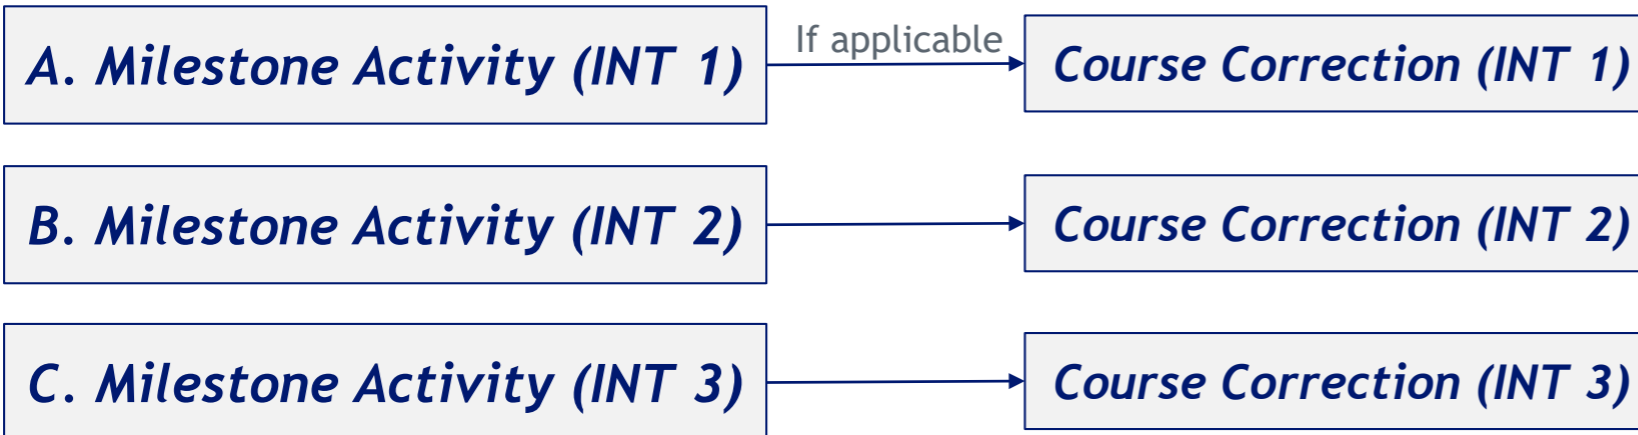 A. Milestone Activity (INT 1)
If applicable
Course Correction (INT 1)
B. Milestone Activity (INT 2)
Course Correction (INT 2)
C. Milestone Activity (INT 3)
Course Correction (INT 3)